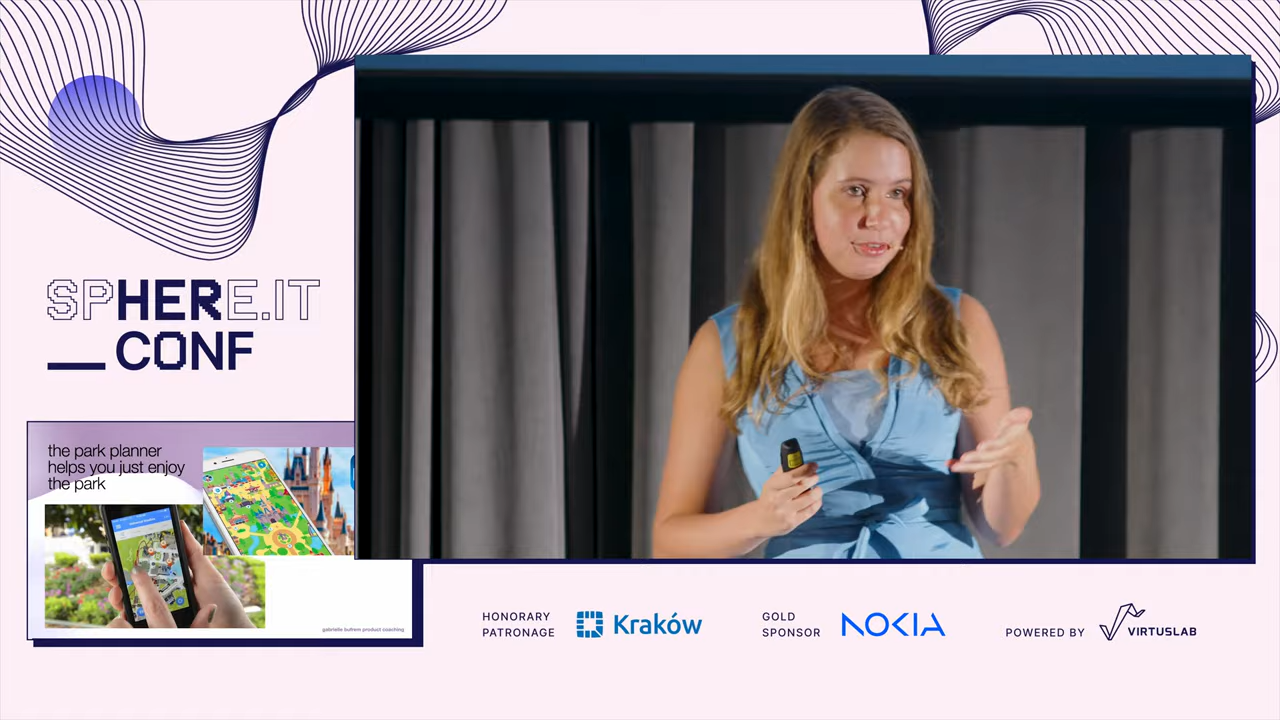 SPHERE.IT
CONF
the park planner
helps you just enjoy
the park
gabrielle bufrem product coaching
HONORARY
PATRONAGE
Kraków
GOLD
SPONSOR
NOKIA
POWERED BY
VIRTUSLAB